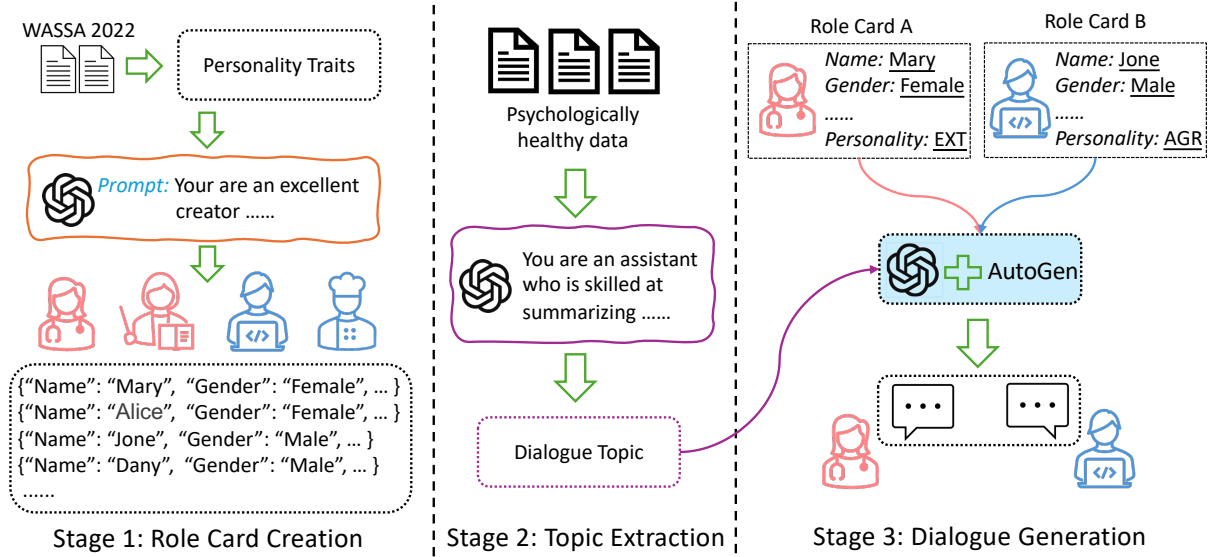 WASSA 2022
Personality Traits
Prompt: Your are an excellent
creator ......
{“Name”: “Mary”, “Gender”: “Female”, ... }
{“Name”: “Alice”, “Gender”: “Female”, ... }
{“Name”: “Jone”, “Gender”: “Male”, ... }
{“Name”: “Dany”, “Gender”: “Male”, ... }
......
Stage 1: Role Card Creation
Psychologically
healthy data
You are an assistant
who is skilled at
summarizing ......
Dialogue Topic
Stage 2: Topic Extraction
Role Card A
Name: Mary
Gender: Female
......
Personality: EXT
Role Card B
Name: Jone
Gender: Male
......
Personality: AGR
AutoGen
</>
</>
</>
Stage 3: Dialogue Generation